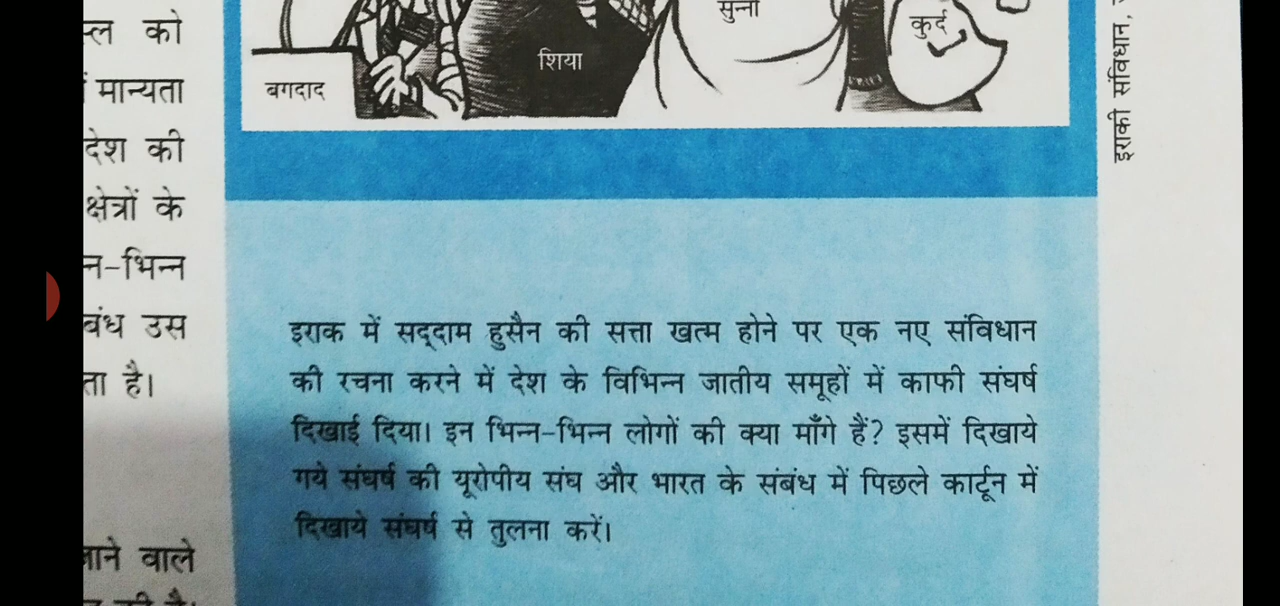 को
मान्यता
देश की
क्षेत्रों के
न-भिन्न
बंध उस
ता है।
जाने वाले
बगदाद
शिया
सुन्नी
कुर्द
इराकी संविधान,
इराक में सद्दाम हुसैन की सत्ता खत्म होने पर एक नए संविधान
की रचना करने में देश के विभिन्न जातीय समूहों में काफी संघर्ष
दिखाई दिया। इन भिन्न-भिन्न लोगों की क्या माँगे हैं? इसमें दिखाये
गये संघर्ष की यूरोपीय संघ और भारत के संबंध में पिछले कार्टून में
दिखाये संघर्ष से तुलना करें।